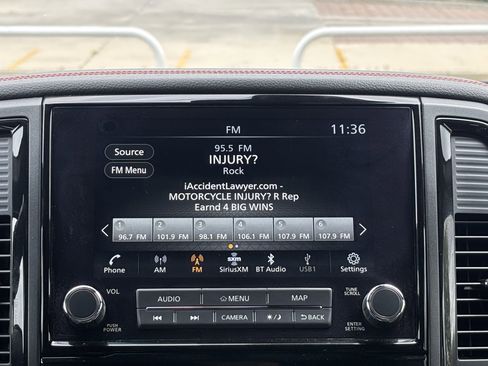 FM
11:36
Source
95.5 FM
INJURY?
FM Menu
Rock
iAccidentLawyer.com -
MOTORCYCLE INJURY? R Rep
Earnd 4 BIG WINS
1 2 3 4 5 6
96.7 FM 101.9 FM 98.1 FM 106.1 FM 107.9 FM 107.9 FM
sxm
Phone AM FM SiriusXM BT Audio USB1 Settings
VOL AUDIO MENU MAP TUNE SCROLL
PUSH POWER CAMERA BACK ENTER SETTING